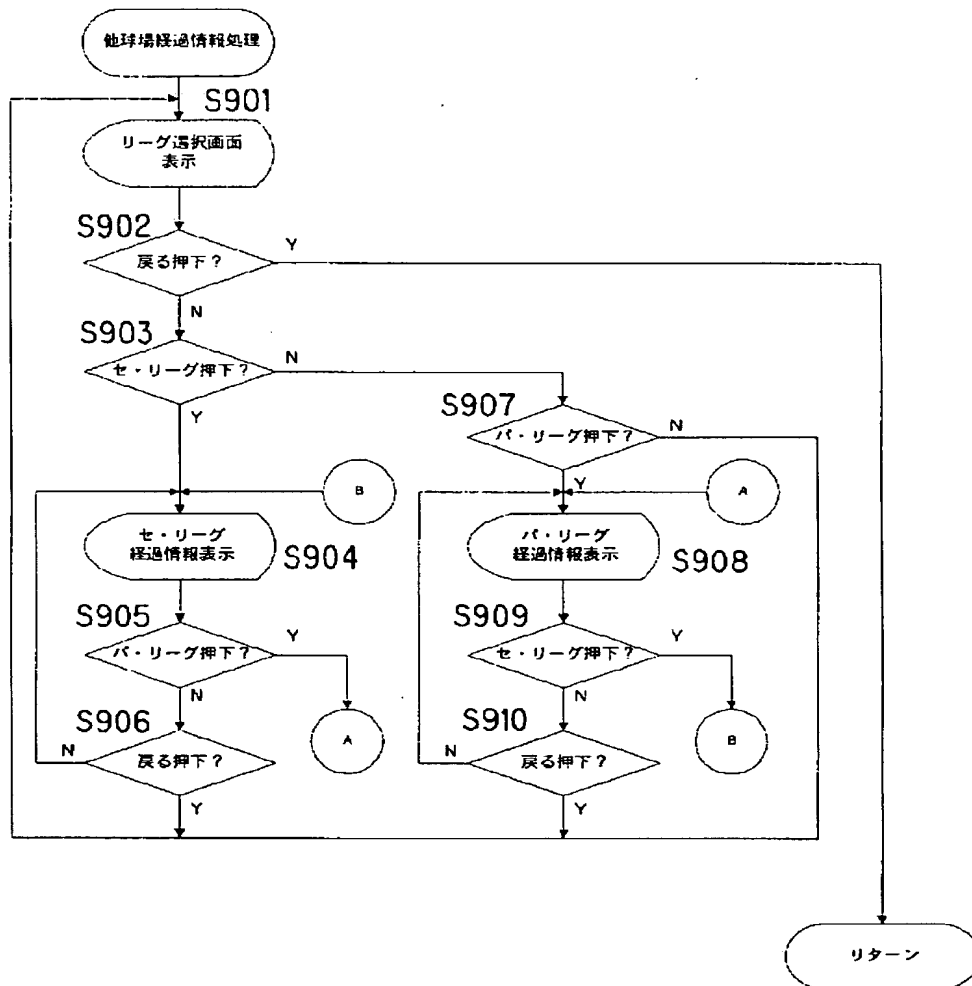 他球場経過情報処理
S901
リーグ選択画面
表示
S902
戻る押下？
Y
N
S903
セ・リーグ押下？
N
Y
S907
パ・リーグ押下？
N
Y
B
A
セ・リーグ
経過情報表示
S904
パ・リーグ
経過情報表示
S908
S905
パ・リーグ押下？
Y
N
S909
セ・リーグ押下？
Y
N
A
B
S906
戻る押下？
N
Y
S910
戻る押下？
N
Y
リターン